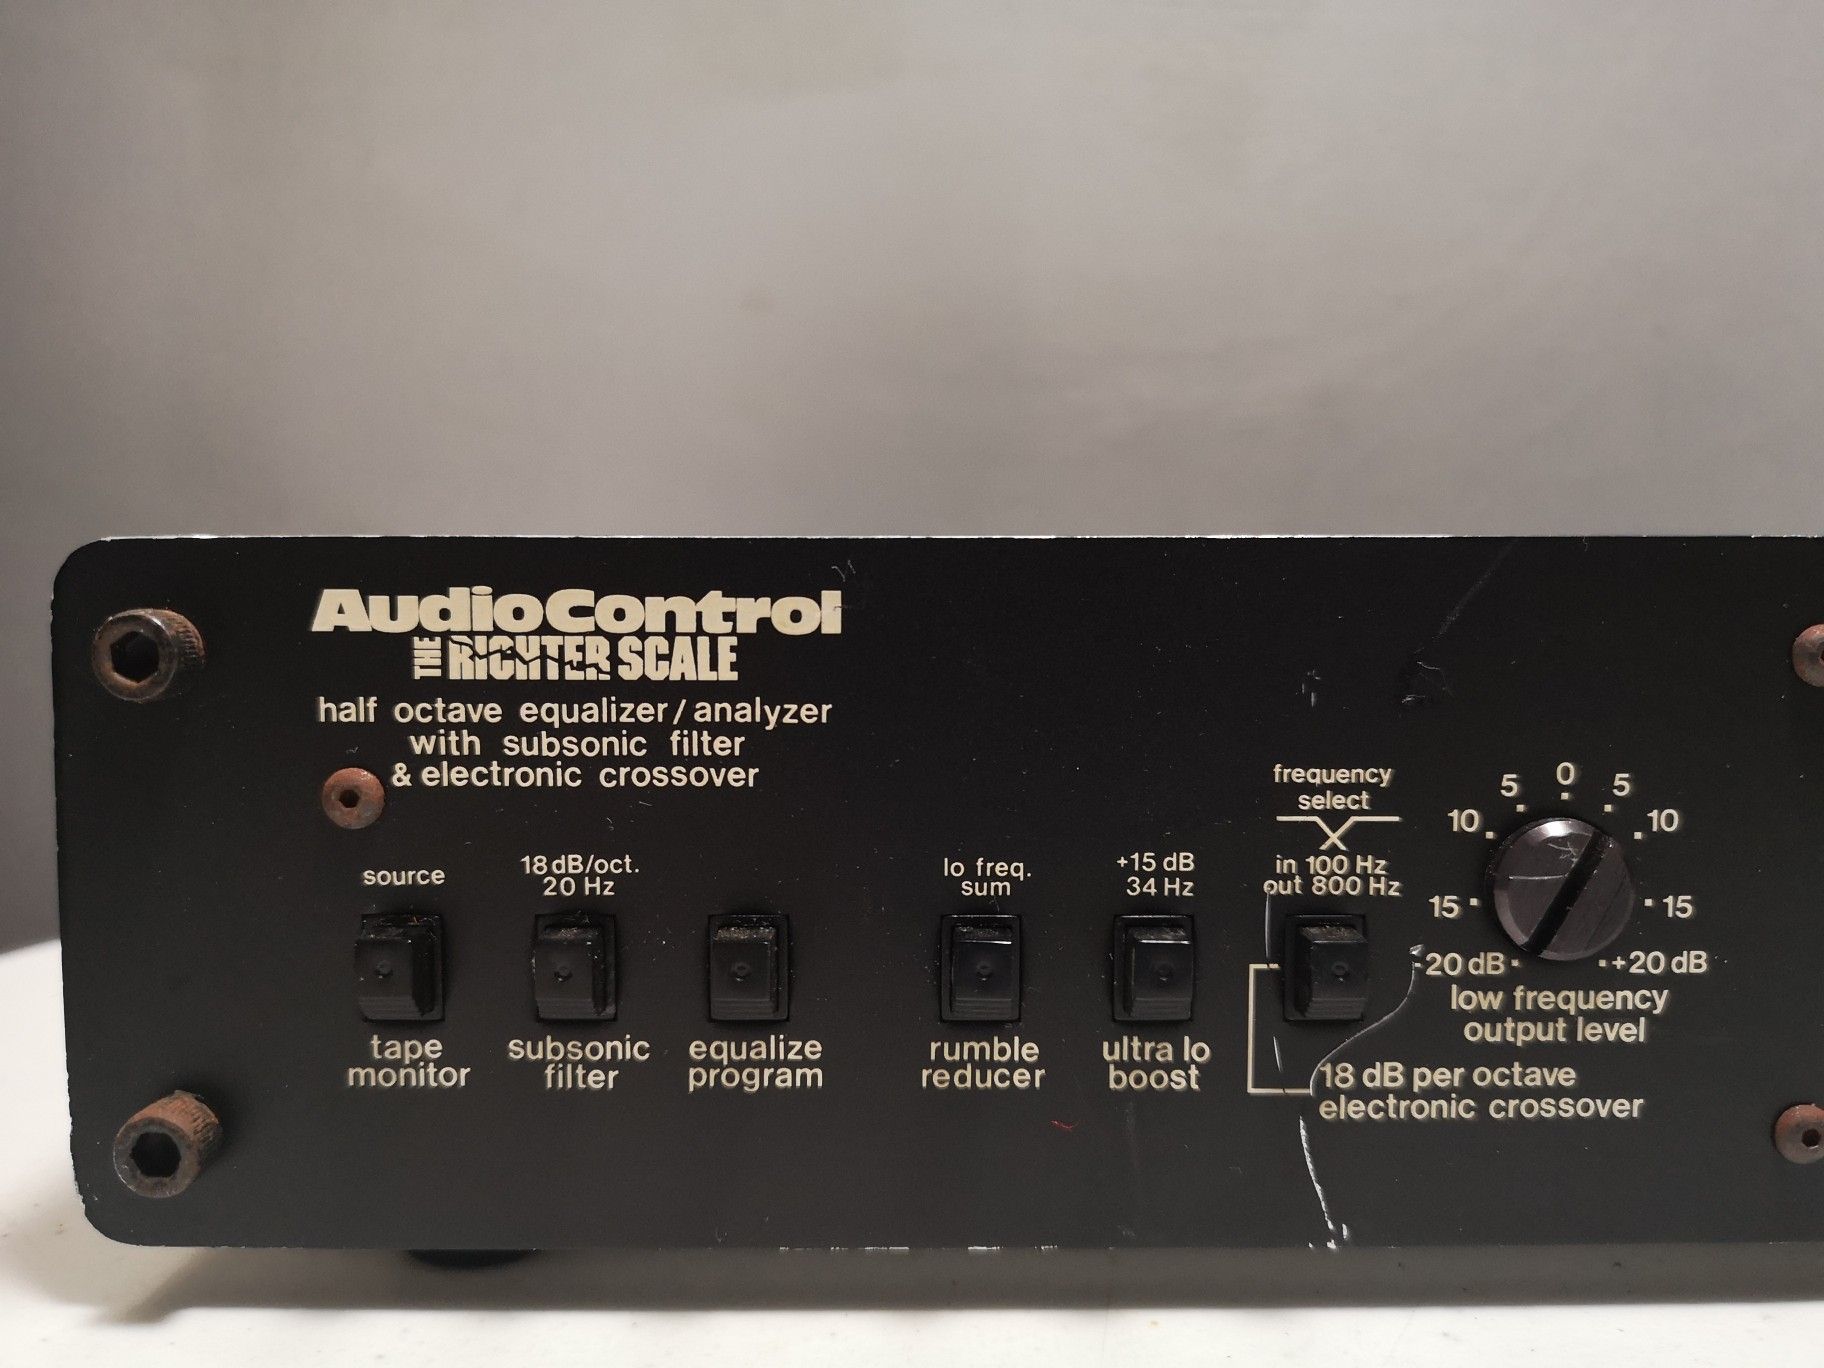 AudioControl
THE RICHTER SCALE
half octave equalizer/analyzer
with subsonic filter
& electronic crossover
source
tape
monitor
18 dB/oct.
20 Hz
subsonic
filter
equalize
program
lo freq.
sum
rumble
reducer
+15 dB
34 Hz
ultra lo
boost
frequency
select
in 100 Hz
out 800 Hz
18 dB per octave
electronic crossover
0
5 5
10 10
15 15
-20 dB +20 dB
low frequency
output level